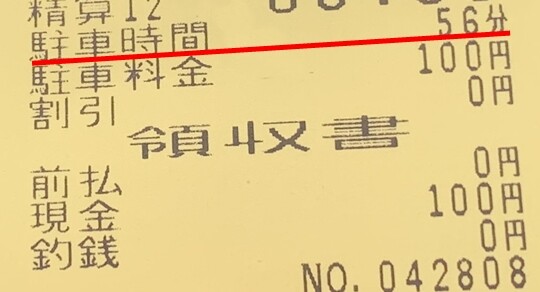 精算12
駐車時間 56分
駐車料金 100円
割引 0円
領収書
前払 0円
現金 100円
釣銭 0円
NO.042808